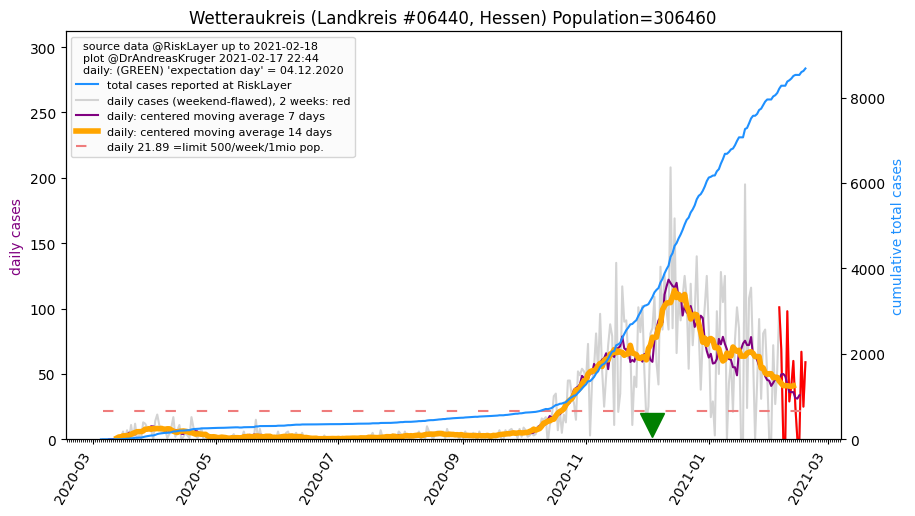 Wetteraukreis (Landkreis #06440, Hessen) Population=306460
source data @RiskLayer up to 2021-02-18
plot @DrAndreasKruger 2021-02-17 22:44
daily: (GREEN) 'expectation day' = 04.12.2020
total cases reported at RiskLayer
daily cases (weekend-flawed), 2 weeks: red
daily: centered moving average 7 days
daily: centered moving average 14 days
daily 21.89 =limit 500/week/1mio pop.
daily cases
300
250
200
150
100
50
0
8000
6000
4000
2000
0
cumulative total cases
2020-03
2020-05
2020-07
2020-09
2020-11
2021-01
2021-03